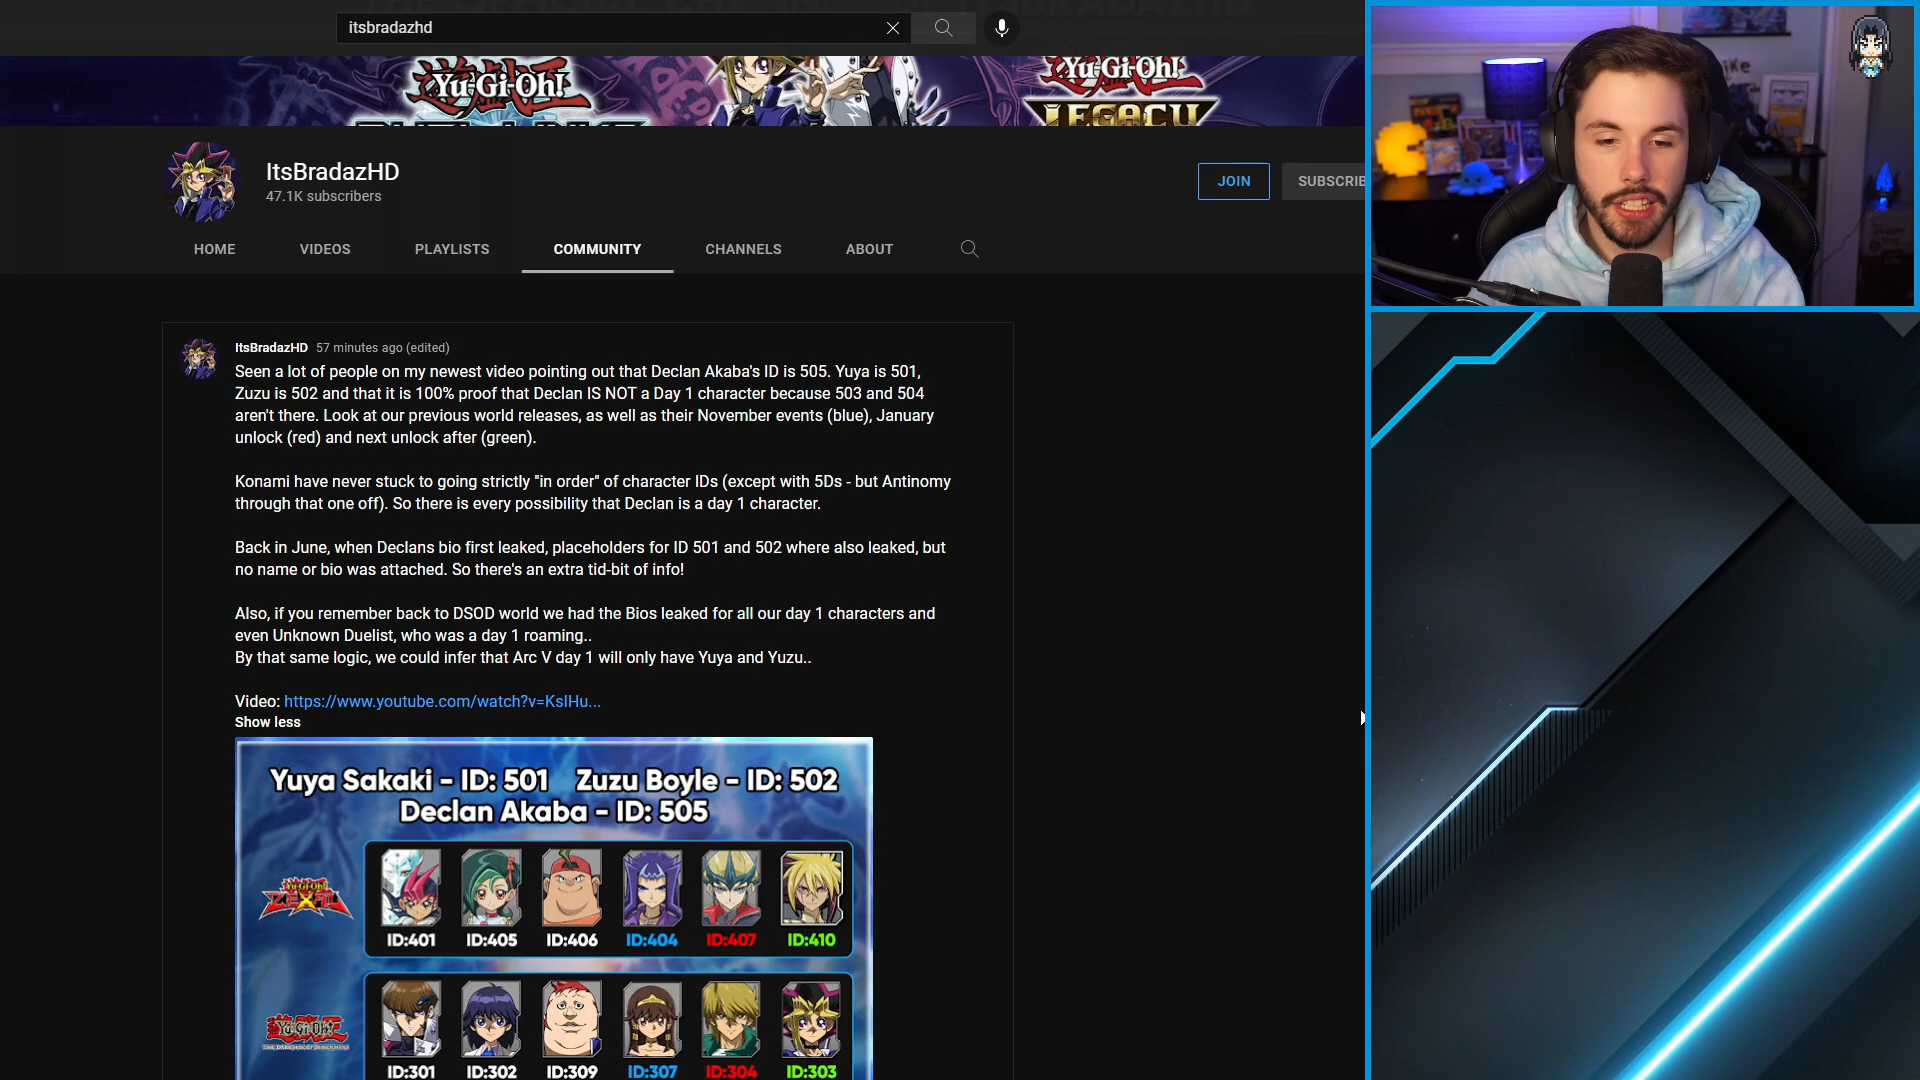 itsbradazhd
Yu-Gi-Oh!
Yu-Gi-Oh!
LEGACY
ItsBradazHD
47.1K subscribers
JOIN
SUBSCRIB
HOME
VIDEOS
PLAYLISTS
COMMUNITY
CHANNELS
ABOUT
ItsBradazHD 57 minutes ago (edited)
Seen a lot of people on my newest video pointing out that Declan Akaba's ID is 505. Yuya is 501,
Zuzu is 502 and that it is 100% proof that Declan IS NOT a Day 1 character because 503 and 504
aren't there. Look at our previous world releases, as well as their November events (blue), January
unlock (red) and next unlock after (green).
Konami have never stuck to going strictly "in order" of character IDs (except with 5Ds - but Antinomy
through that one off). So there is every possibility that Declan is a day 1 character.
Back in June, when Declans bio first leaked, placeholders for ID 501 and 502 where also leaked, but
no name or bio was attached. So there's an extra tid-bit of info!
Also, if you remember back to DSOD world we had the Bios leaked for all our day 1 characters and
even Unknown Duelist, who was a day 1 roaming..
By that same logic, we could infer that Arc V day 1 will only have Yuya and Yuzu..
Video: https://www.youtube.com/watch?v=KslHu...
Show less
Yuya Sakaki - ID: 501 Zuzu Boyle - ID: 502
Declan Akaba - ID: 505
Yu-Gi-Oh!
ZEXAL
ID:401 ID:405 ID:406 ID:404 ID:407 ID:410
Yu-Gi-Oh!
ID:301 ID:302 ID:309 ID:307 ID:304 ID:303